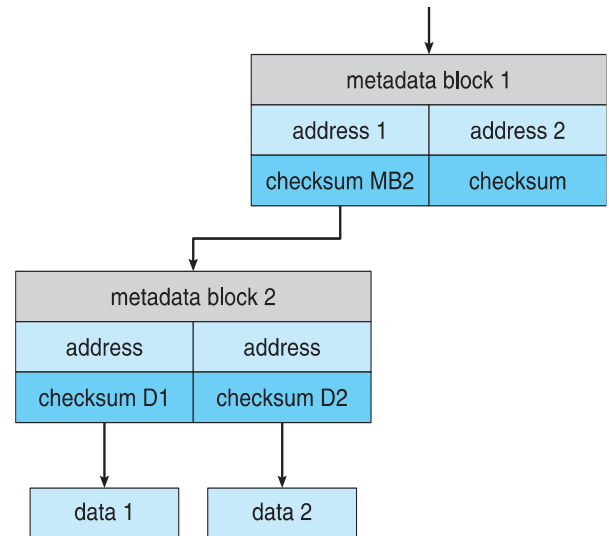 metadata block 1
address 1 address 2
checksum MB2 checksum
metadata block 2
address address
checksum D1 checksum D2
data 1 data 2